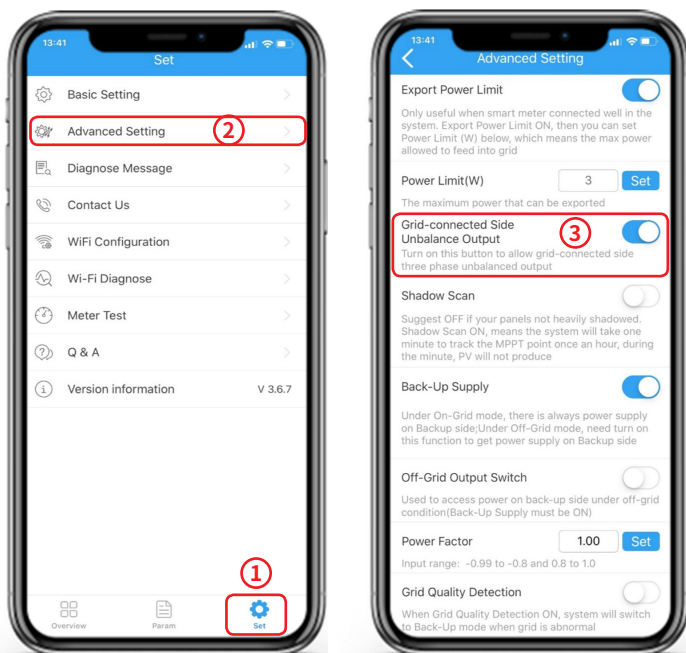 13:41
Set
Basic Setting
Advanced Setting
②
Diagnose Message
Contact Us
WiFi Configuration
Wi-Fi Diagnose
Meter Test
Q & A
Version information V 3.6.7
①
Overview Param Set
13:41
Advanced Setting
Export Power Limit
Only useful when smart meter connected well in the
system. Export Power Limit ON, then you can set
Power Limit (W) below, which means the max power
allowed to feed into grid
Power Limit(W) 3 Set
The maximum power that can be exported
Grid-connected Side
Unbalance Output
③
Turn on this button to allow grid-connected side
three phase unbalanced output
Shadow Scan
Suggest OFF if your panels not heavily shadowed.
Shadow Scan ON, means the system will take one
minute to track the MPPT point once an hour, during
the minute, PV will not produce
Back-Up Supply
Under On-Grid mode, there is always power supply
on Backup side;Under Off-Grid mode, need turn on
this function to get power supply on Backup side
Off-Grid Output Switch
Used to access power on back-up side under off-grid
condition(Back-Up Supply must be ON)
Power Factor 1.00 Set
Input range: -0.99 to -0.8 and 0.8 to 1.0
Grid Quality Detection
When Grid Quality Detection ON, system will switch
to Back-Up mode when grid is abnormal